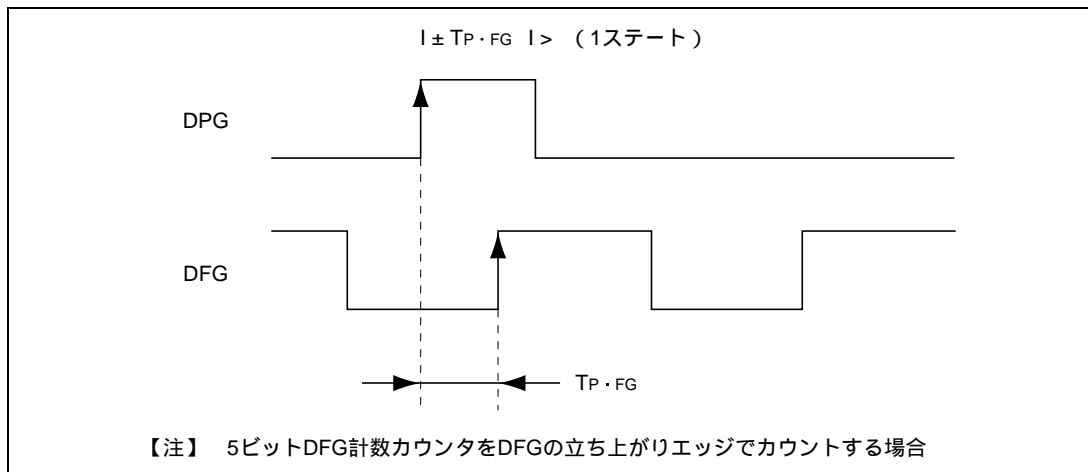 I ± TP・FG I > （1ステート）
DPG
DFG
TP・FG
【注】 5ビットDFG計数カウンタをDFGの立ち上がりエッジでカウントする場合